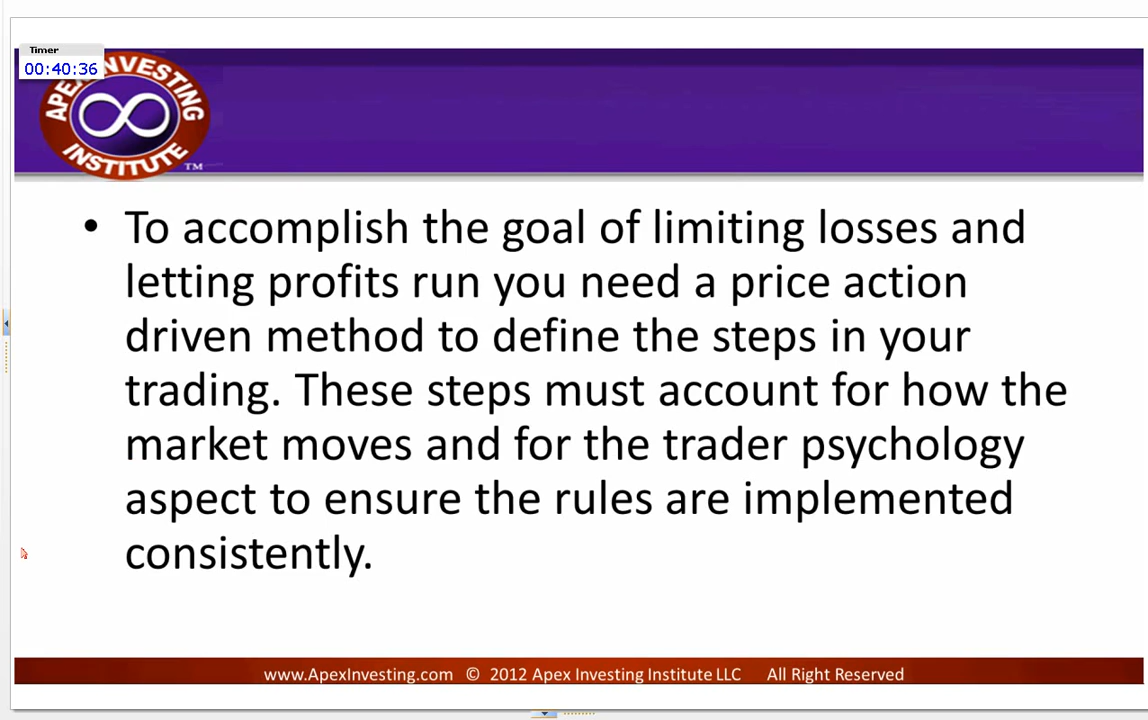 Timer
00:40:36
APEX INVESTING
INSTITUTE
TM
• To accomplish the goal of limiting losses and
letting profits run you need a price action
driven method to define the steps in your
trading. These steps must account for how the
market moves and for the trader psychology
aspect to ensure the rules are implemented
consistently.
www.ApexInvesting.com © 2012 Apex Investing Institute LLC All Right Reserved